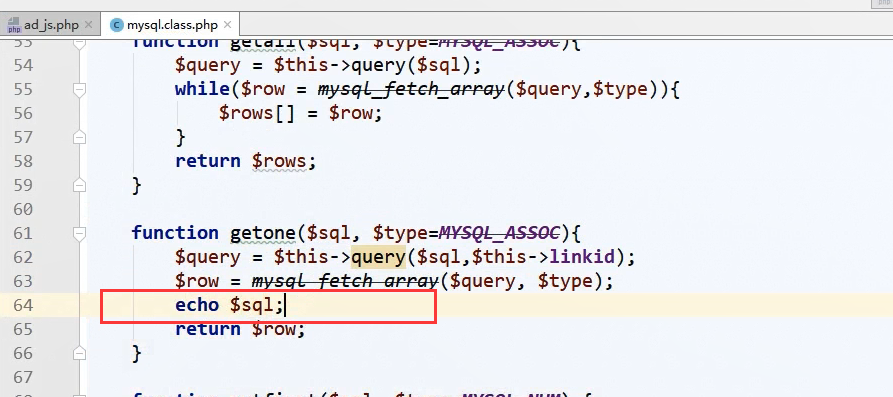 ad_js.php × mysql.class.php ×
53 function getall($sql, $type=MYSQL_ASSOC){
54 $query = $this->query($sql);
55 while($row = mysql_fetch_array($query,$type)){
56 $rows[] = $row;
57 }
58 return $rows;
59 }
60
61 function getone($sql, $type=MYSQL_ASSOC){
62 $query = $this->query($sql,$this->linkid);
63 $row = mysql_fetch_array($query, $type);
64 echo $sql;
65 return $row;
66 }
67